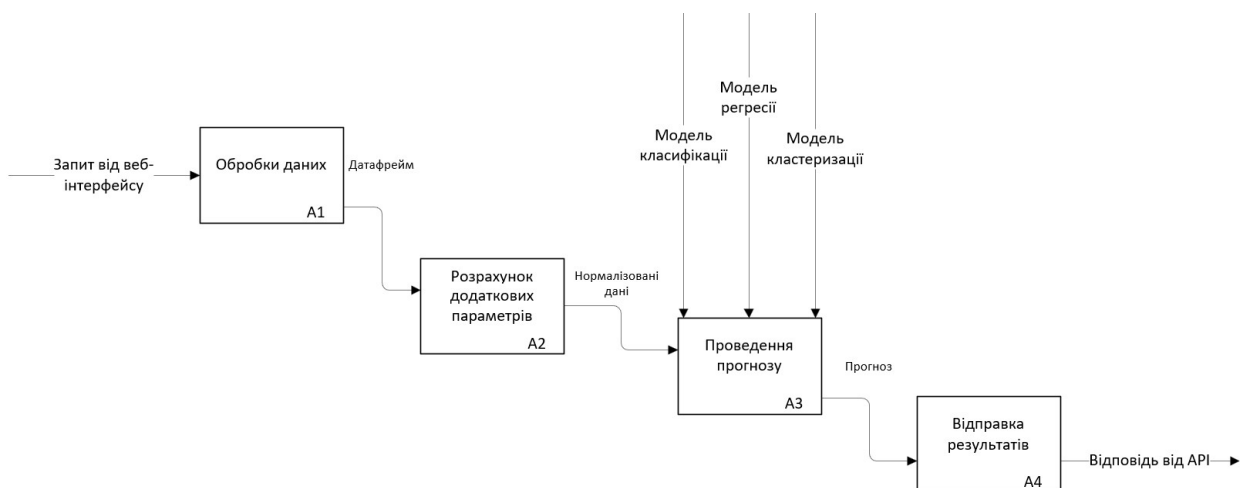 Модель
регресії
Модель
класифікації
Модель
кластеризації
Запит від веб-
інтерфейсу
Обробки даних
A1
Датафрейм
Розрахунок
додаткових
параметрів
A2
Нормалізовані
дані
Проведення
прогнозу
A3
Прогноз
Відправка
результатів
A4
Відповідь від API